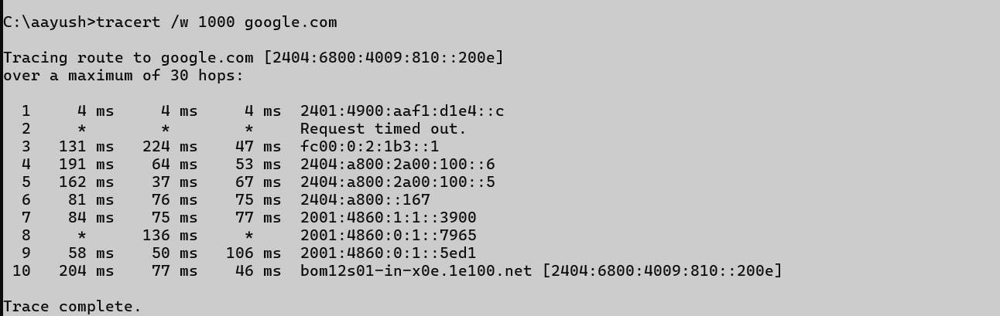 C:\aayush>tracert /w 1000 google.com
Tracing route to google.com [2404:6800:4009:810::200e]
over a maximum of 30 hops:
1 4 ms 4 ms 4 ms 2401:4900:aaf1:d1e4::c
2 * * * Request timed out.
3 131 ms 224 ms 47 ms fc00:0:2:1b3::1
4 191 ms 64 ms 53 ms 2404:a800:2a00:100::6
5 162 ms 37 ms 67 ms 2404:a800:2a00:100::5
6 81 ms 76 ms 75 ms 2404:a800::167
7 84 ms 75 ms 77 ms 2001:4860:1:1::3900
8 * 136 ms * 2001:4860:0:1::7965
9 58 ms 50 ms 106 ms 2001:4860:0:1::5ed1
10 204 ms 77 ms 46 ms bom12s01-in-x0e.1e100.net [2404:6800:4009:810::200e]
Trace complete.